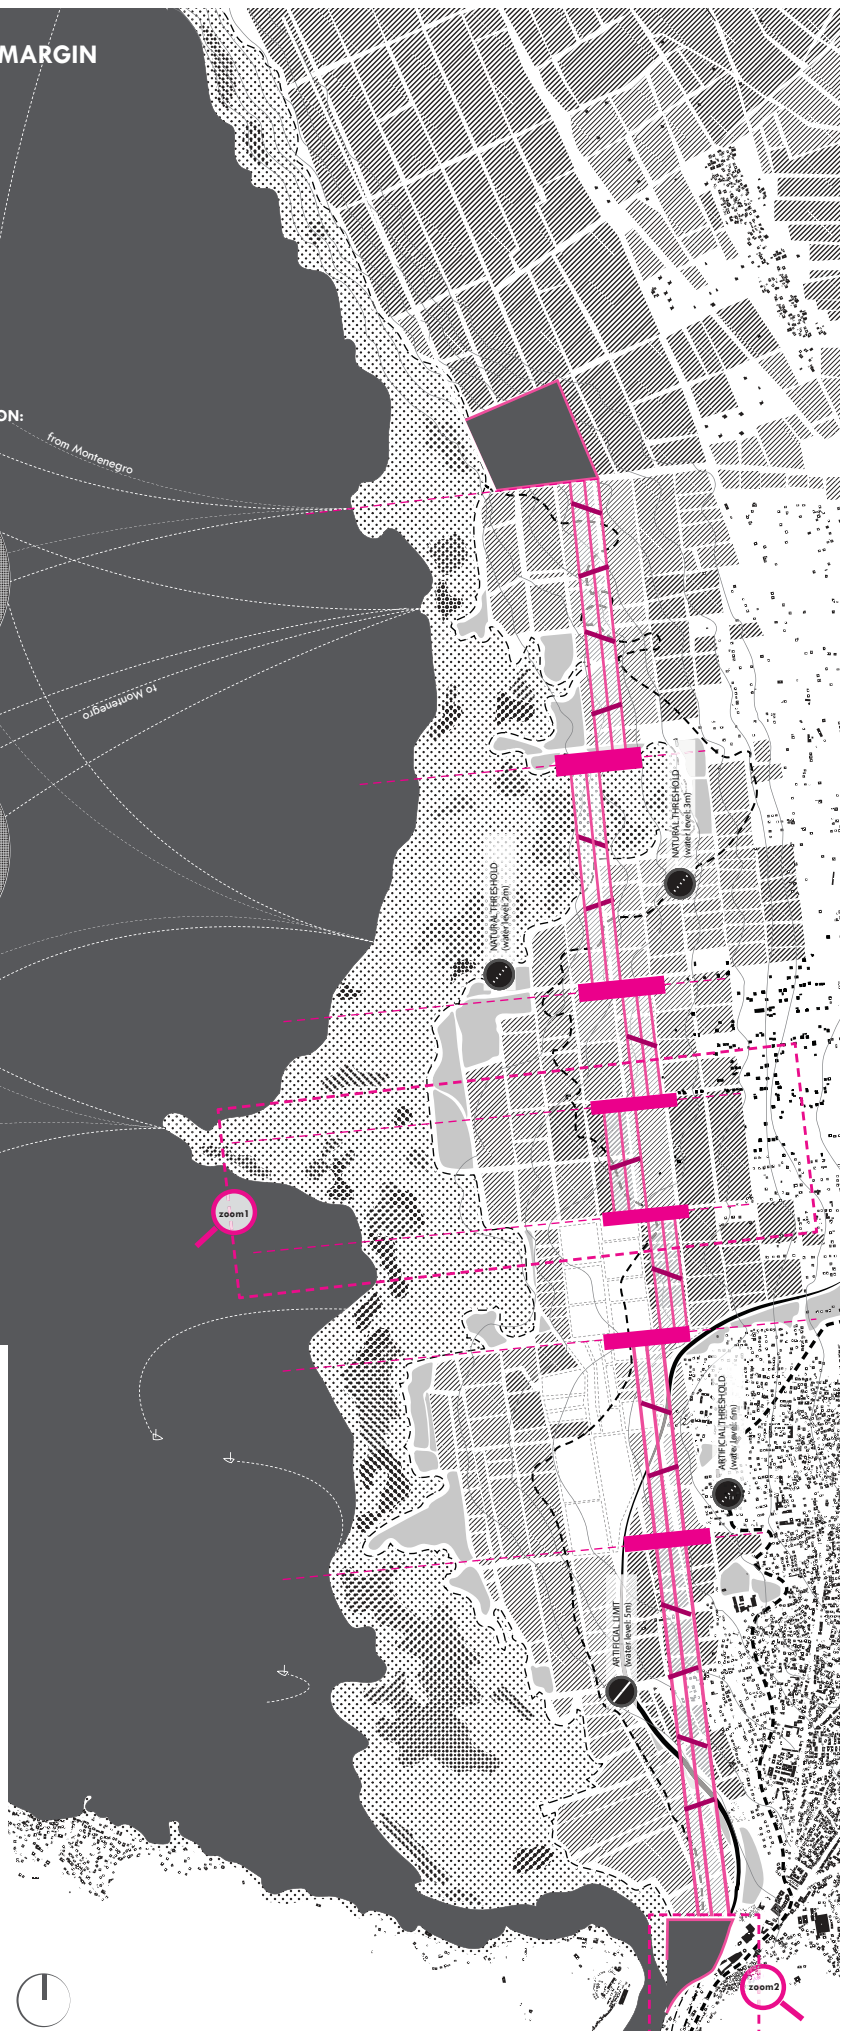 MARGIN
ON:
from Montenegro
to Montenegro
NATURAL THRESHOLD
(water level: 3m)
NATURAL THRESHOLD
(water level: 2m)
zoom1
ARTIFICIAL THRESHOLD
(water level: 6m)
ARTIFICIAL LIMIT
(water level: 5m)
zoom2